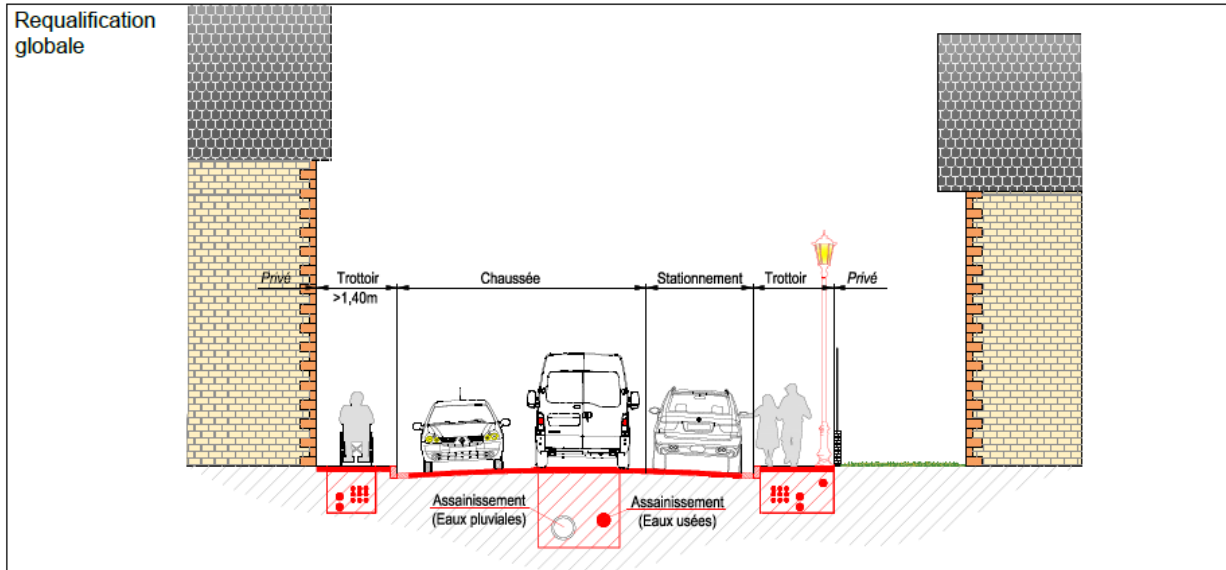 Requalification
globale
Privé
Trottoir
Chaussée
Stationnement
Trottoir
Privé
>1,40m
Assainissement
(Eaux pluviales)
Assainissement
(Eaux usées)